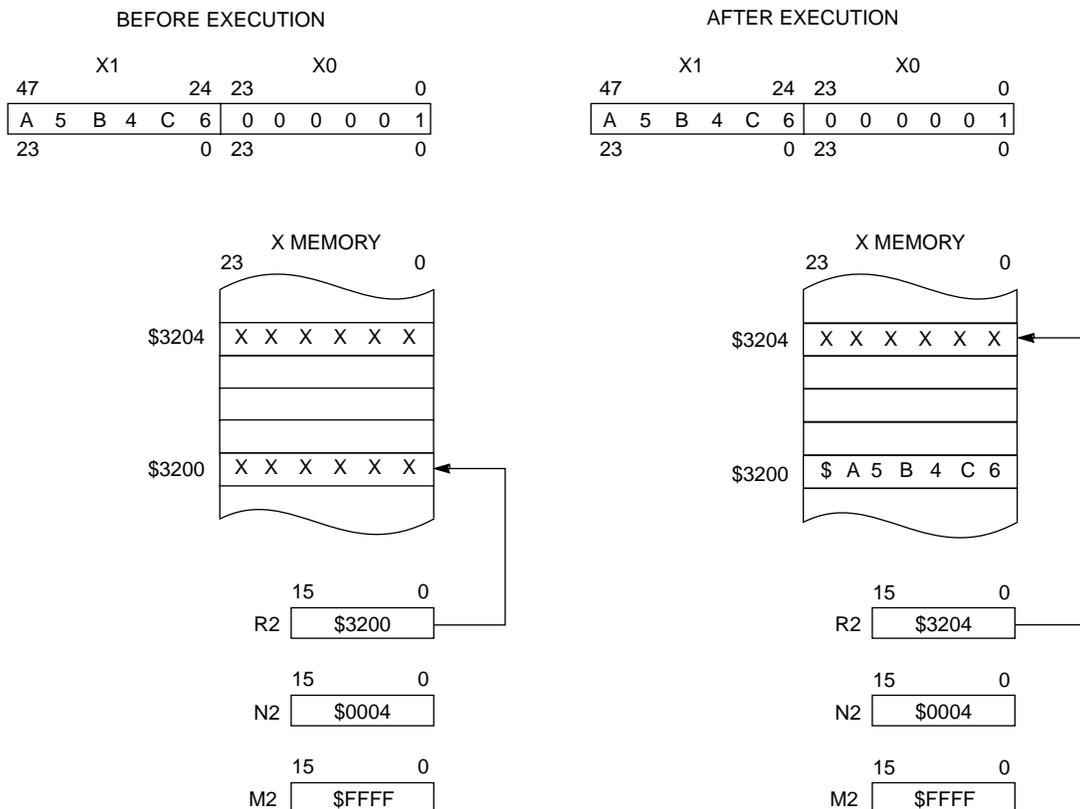 BEFORE EXECUTION
X1 X0
47 24 23 0
A 5 B 4 C 6 0 0 0 0 0 1
23 0 23 0
X MEMORY
23 0
$3204 X X X X X X
$3200 X X X X X X
15 0
R2 $3200
15 0
N2 $0004
15 0
M2 $FFFF
AFTER EXECUTION
X1 X0
47 24 23 0
A 5 B 4 C 6 0 0 0 0 0 1
23 0 23 0
X MEMORY
23 0
$3204 X X X X X X
$3200 $ A 5 B 4 C 6
15 0
R2 $3204
15 0
N2 $0004
15 0
M2 $FFFF